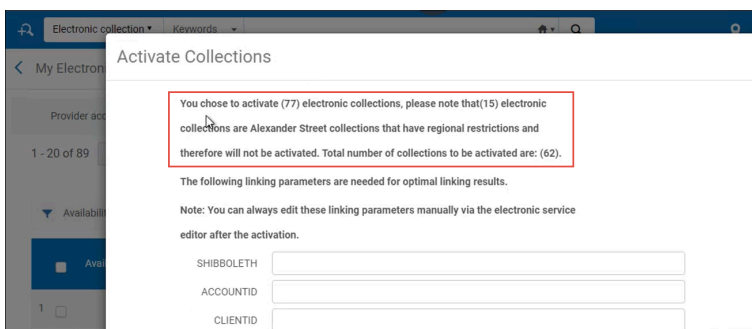 Electronic collection Keywords
Activate Collections
My Electron
You chose to activate (77) electronic collections, please note that(15) electronic
collections are Alexander Street collections that have regional restrictions and
therefore will not be activated. Total number of collections to be activated are: (62).
Provider acc
1 - 20 of 89
The following linking parameters are needed for optimal linking results.
Note: You can always edit these linking parameters manually via the electronic service
editor after the activation.
Availabilit
SHIBBOLETH
Avai
ACCOUNTID
1
CLIENTID